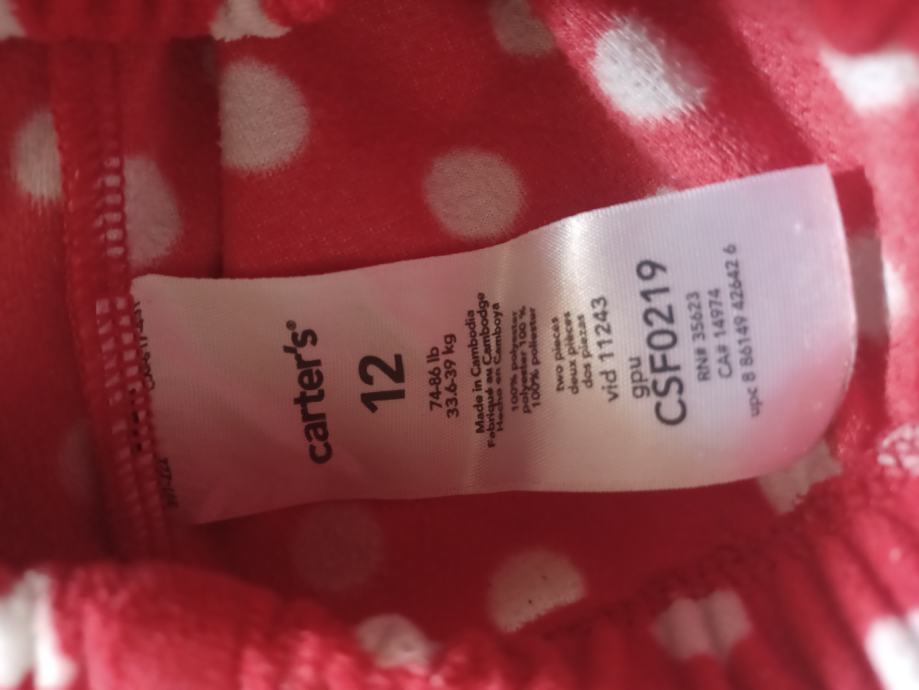 carter's®
12
74-86 lb
33.6-39 kg
Made in Cambodia
Fabriqué au Cambodge
Hecho en Camboya
100% polyester
polyester 100 %
100% poliéster
two pieces
deux pièces
dos piezas
vid 11243
gpu
CSF0219
RN# 35623
CA# 14974
upc 8 86149 42642 6